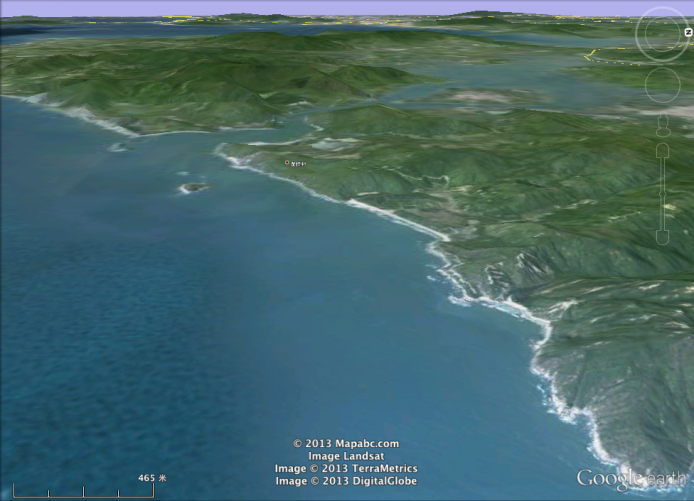 N
465 米
© 2013 Mapabc.com
Image Landsat
Image © 2013 TerraMetrics
Image © 2013 DigitalGlobe
Google earth